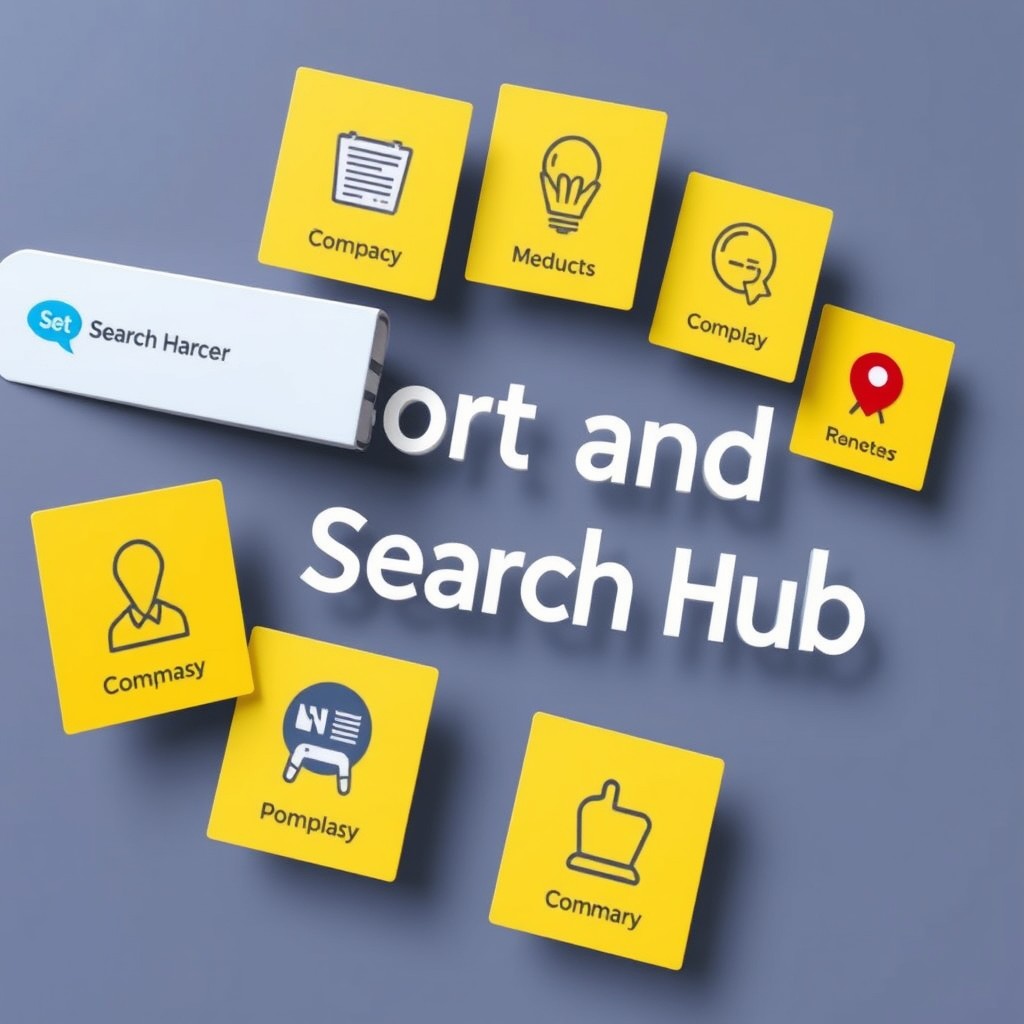 Compacy
Meducts
Complay
Renetes
Set
Search Harcer
ort and
Search Hub
Commasy
Pomplasy
Commary